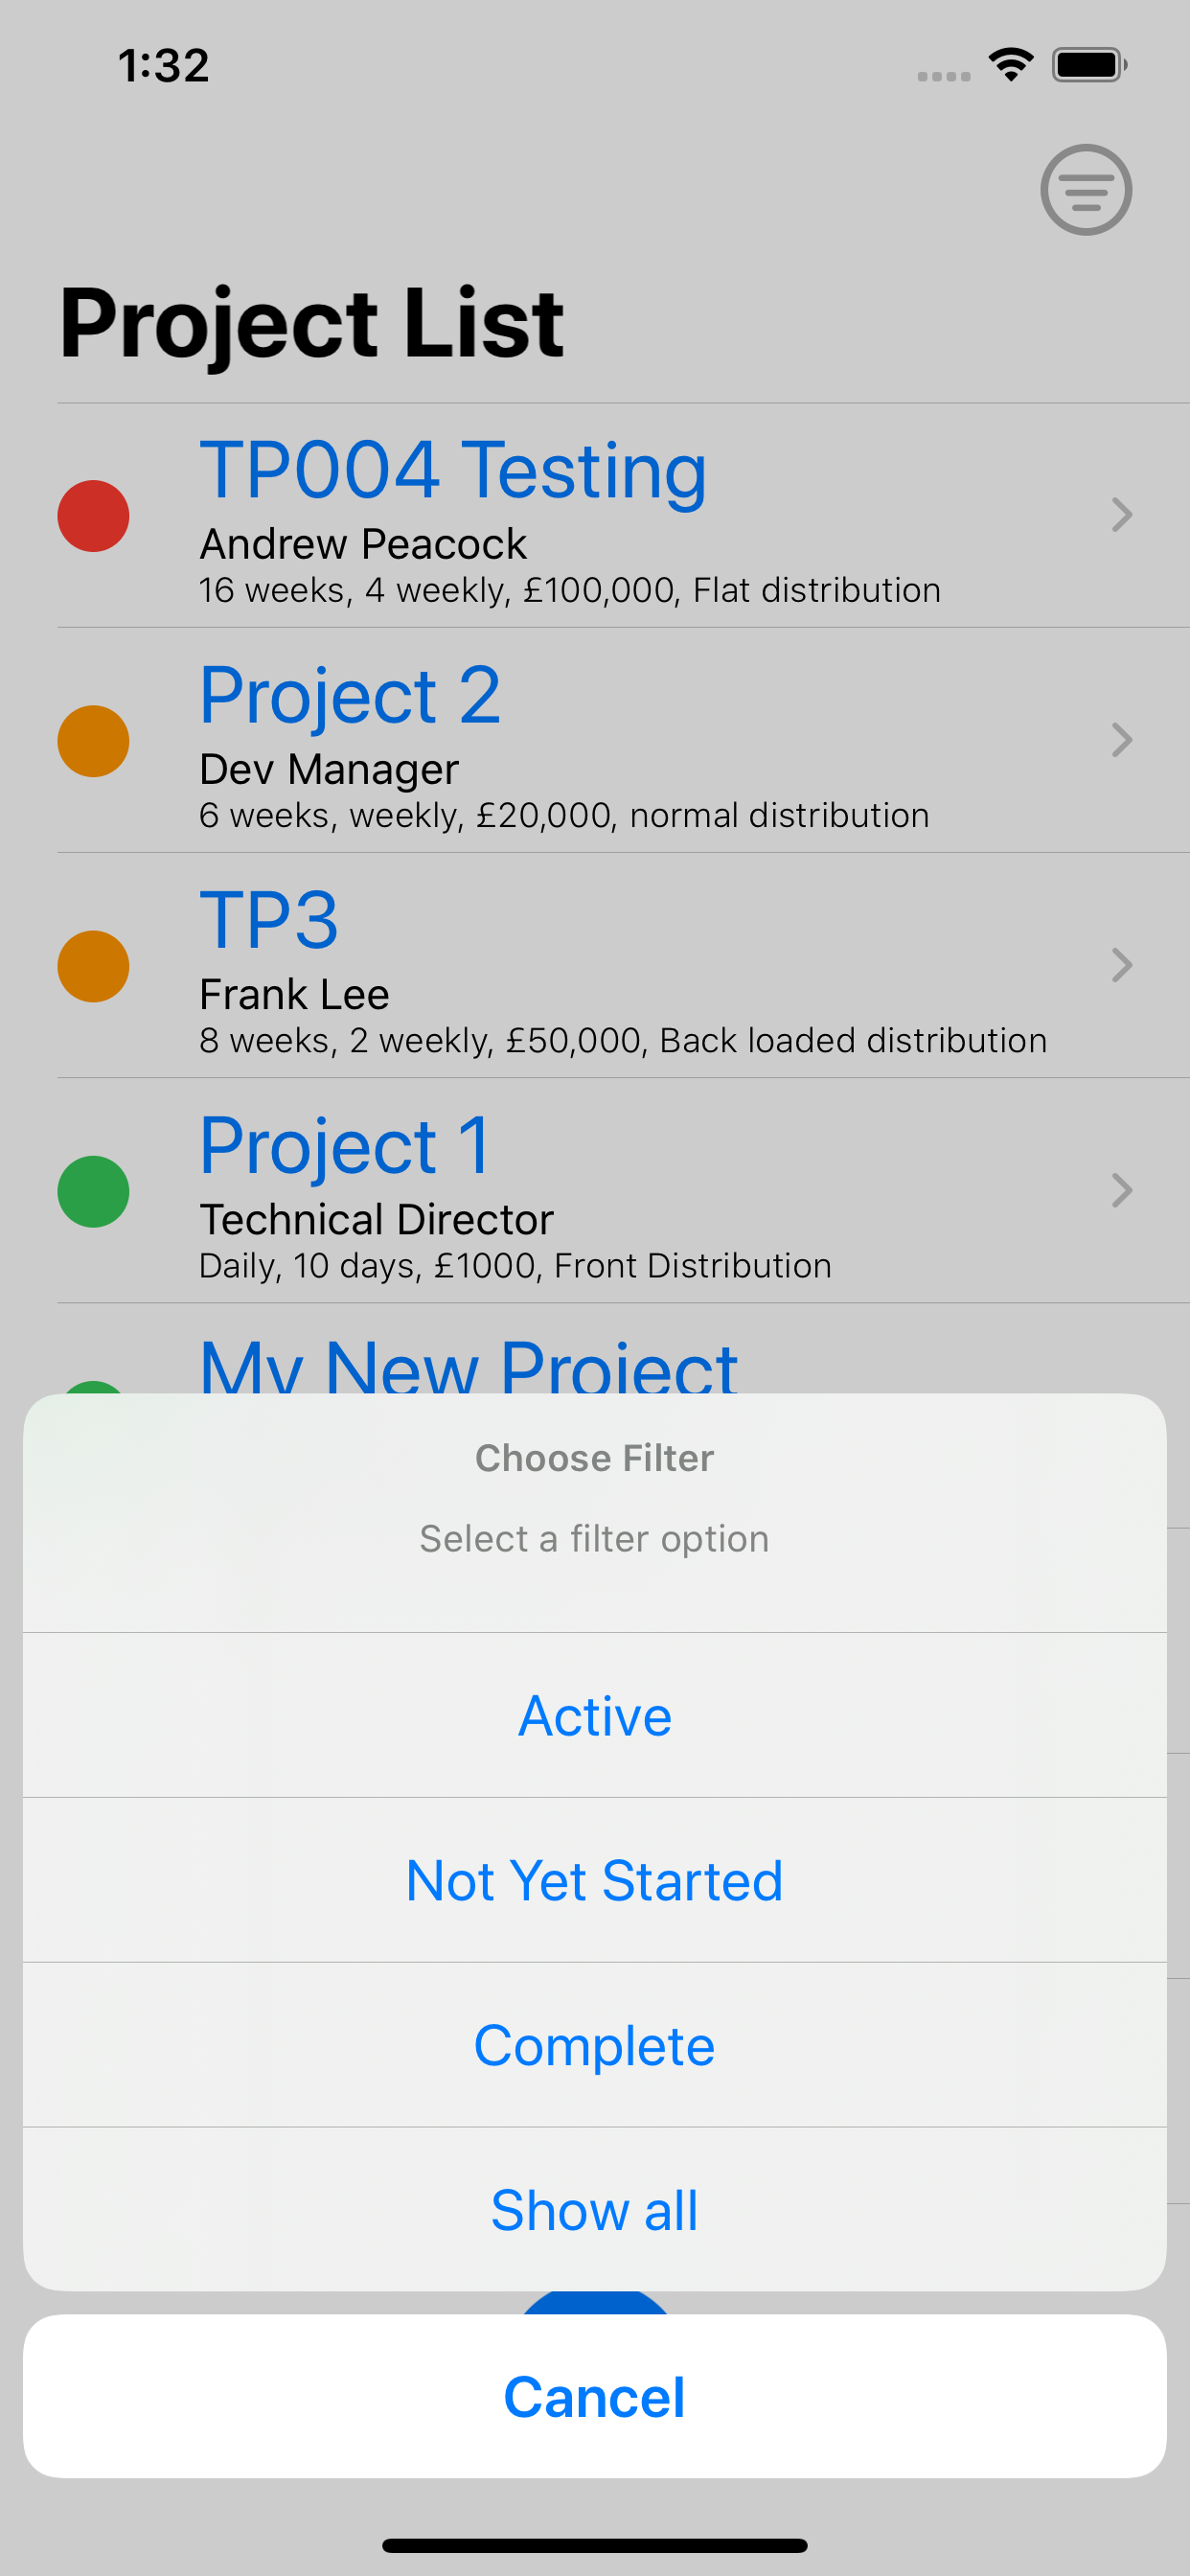 1:32
Project List
TP004 Testing
Andrew Peacock
16 weeks, 4 weekly, £100,000, Flat distribution
Project 2
Dev Manager
6 weeks, weekly, £20,000, normal distribution
TP3
Frank Lee
8 weeks, 2 weekly, £50,000, Back loaded distribution
Project 1
Technical Director
Daily, 10 days, £1000, Front Distribution
My New Project
Choose Filter
Select a filter option
Active
Not Yet Started
Complete
Show all
Cancel